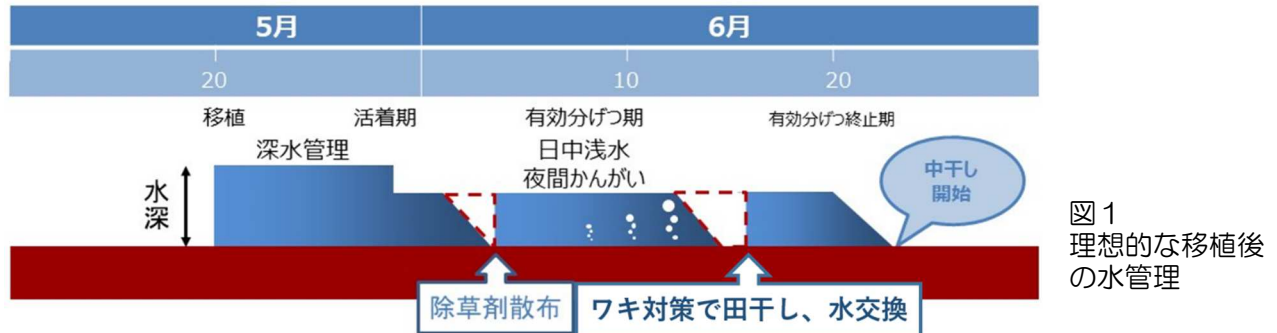 5月 6月
20 10 20
移植 活着期 有効分げつ期 有効分げつ終止期
深水管理 日中浅水
夜間かんがい
水深
中干し
開始
図1
理想的な移植後
の水管理
除草剤散布 ワキ対策で田干し、水交換